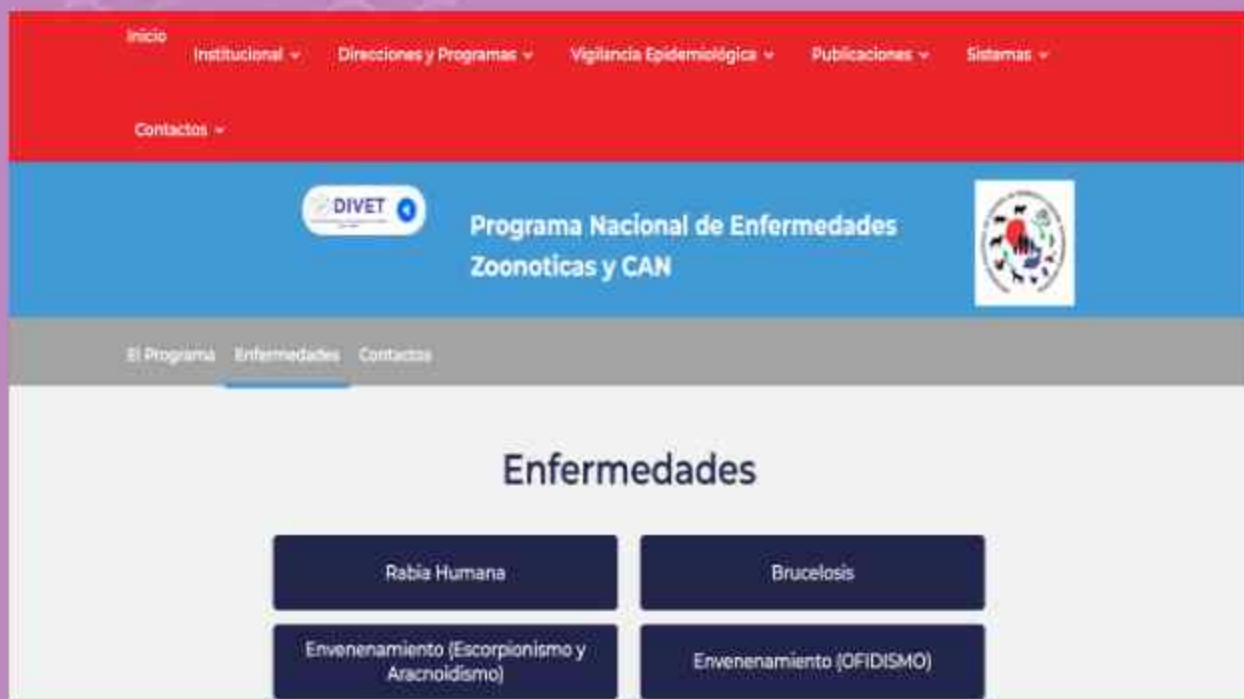 Inicio
Institucional Direcciones y Programas Vigilancia Epidemiológica Publicaciones Sistemas
Contactos
DIVET
Programa Nacional de Enfermedades
Zoonoticas y CAN
El Programa Enfermedades Contactos
Enfermedades
Rabia Humana
Brucelosis
Envenenamiento (Escorpionismo y
Aracnoidismo)
Envenenamiento (OFIDISMO)